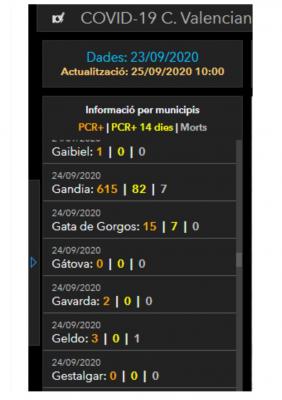 COVID-19 C. Valencian
Dades: 23/09/2020
Actualització: 25/09/2020 10:00
Informació per municipis
PCR+ | PCR+ 14 dies | Morts
Gaibiel: 1 | 0 | 0
24/09/2020
Gandia: 615 | 82 | 7
24/09/2020
Gata de Gorgos: 15 | 7 | 0
24/09/2020
Gátova: 0 | 0 | 0
24/09/2020
Gavarda: 2 | 0 | 0
24/09/2020
Geldo: 3 | 0 | 1
24/09/2020
Gestalgar: 0 | 0 | 0